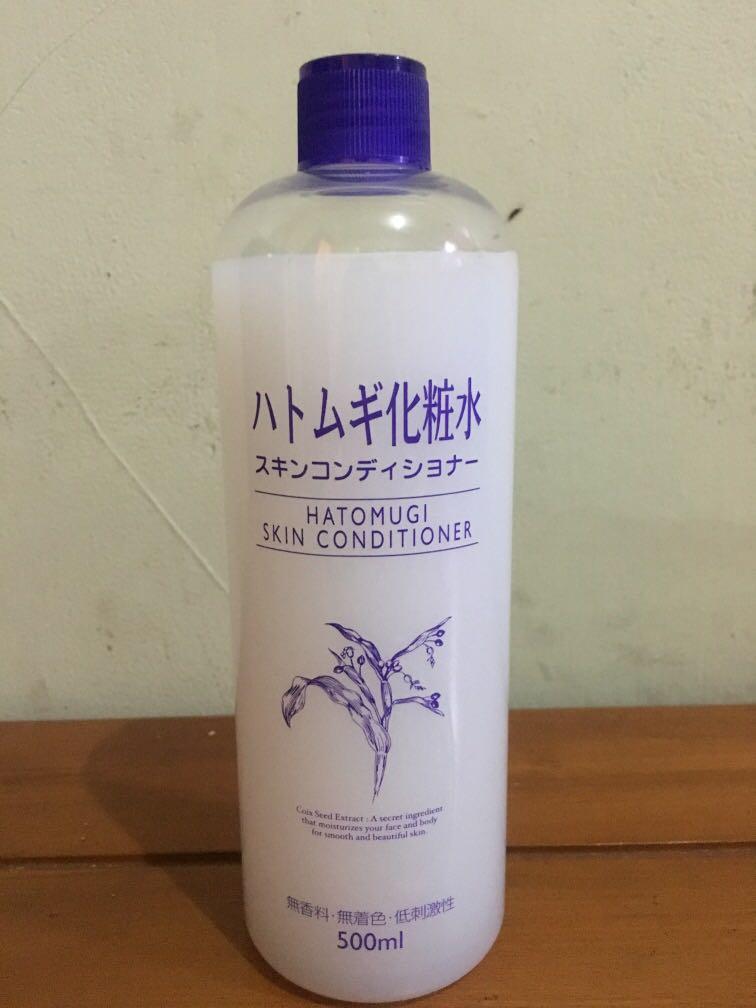 ハトムギ化粧水
スキンコンディショナー
HATOMUGI
SKIN CONDITIONER
Coix Seed Extract : A secret ingredient
that moisturizes your face and body
for smooth and beautiful skin.
無香料・無着色・低刺激性
500ml